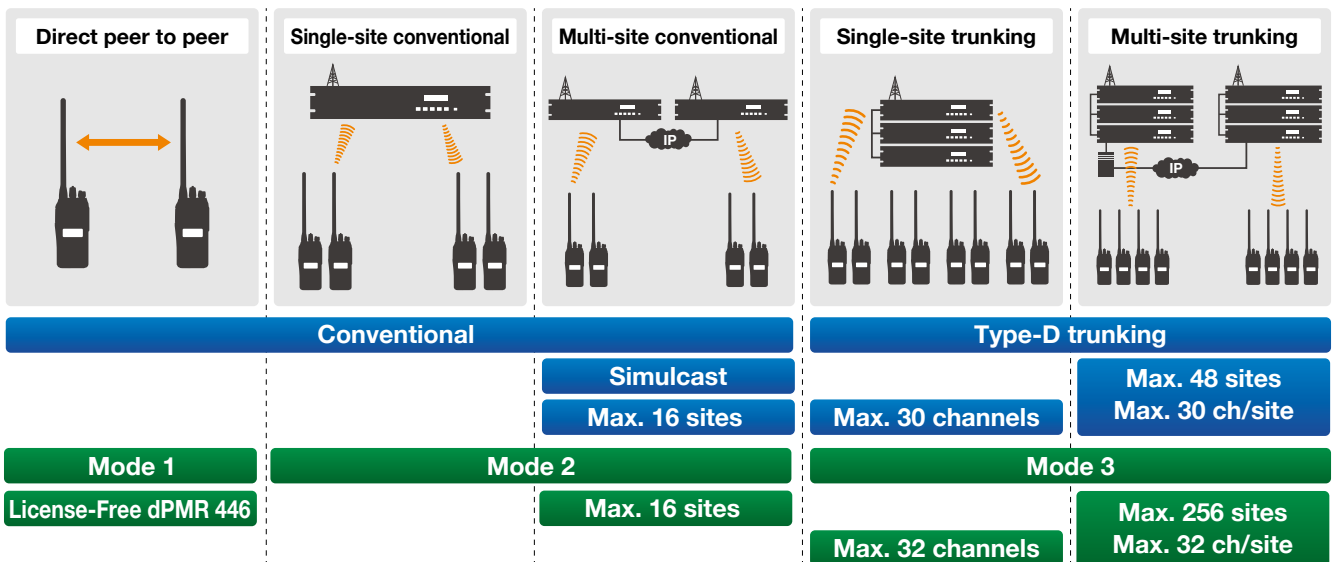 Direct peer to peer
Single-site conventional
Multi-site conventional
Single-site trunking
Multi-site trunking
IP
IP
Conventional
Type-D trunking
Simulcast
Max. 16 sites
Max. 30 channels
Max. 48 sites
Max. 30 ch/site
Mode 1
Mode 2
Mode 3
License-Free dPMR 446
Max. 16 sites
Max. 32 channels
Max. 256 sites
Max. 32 ch/site